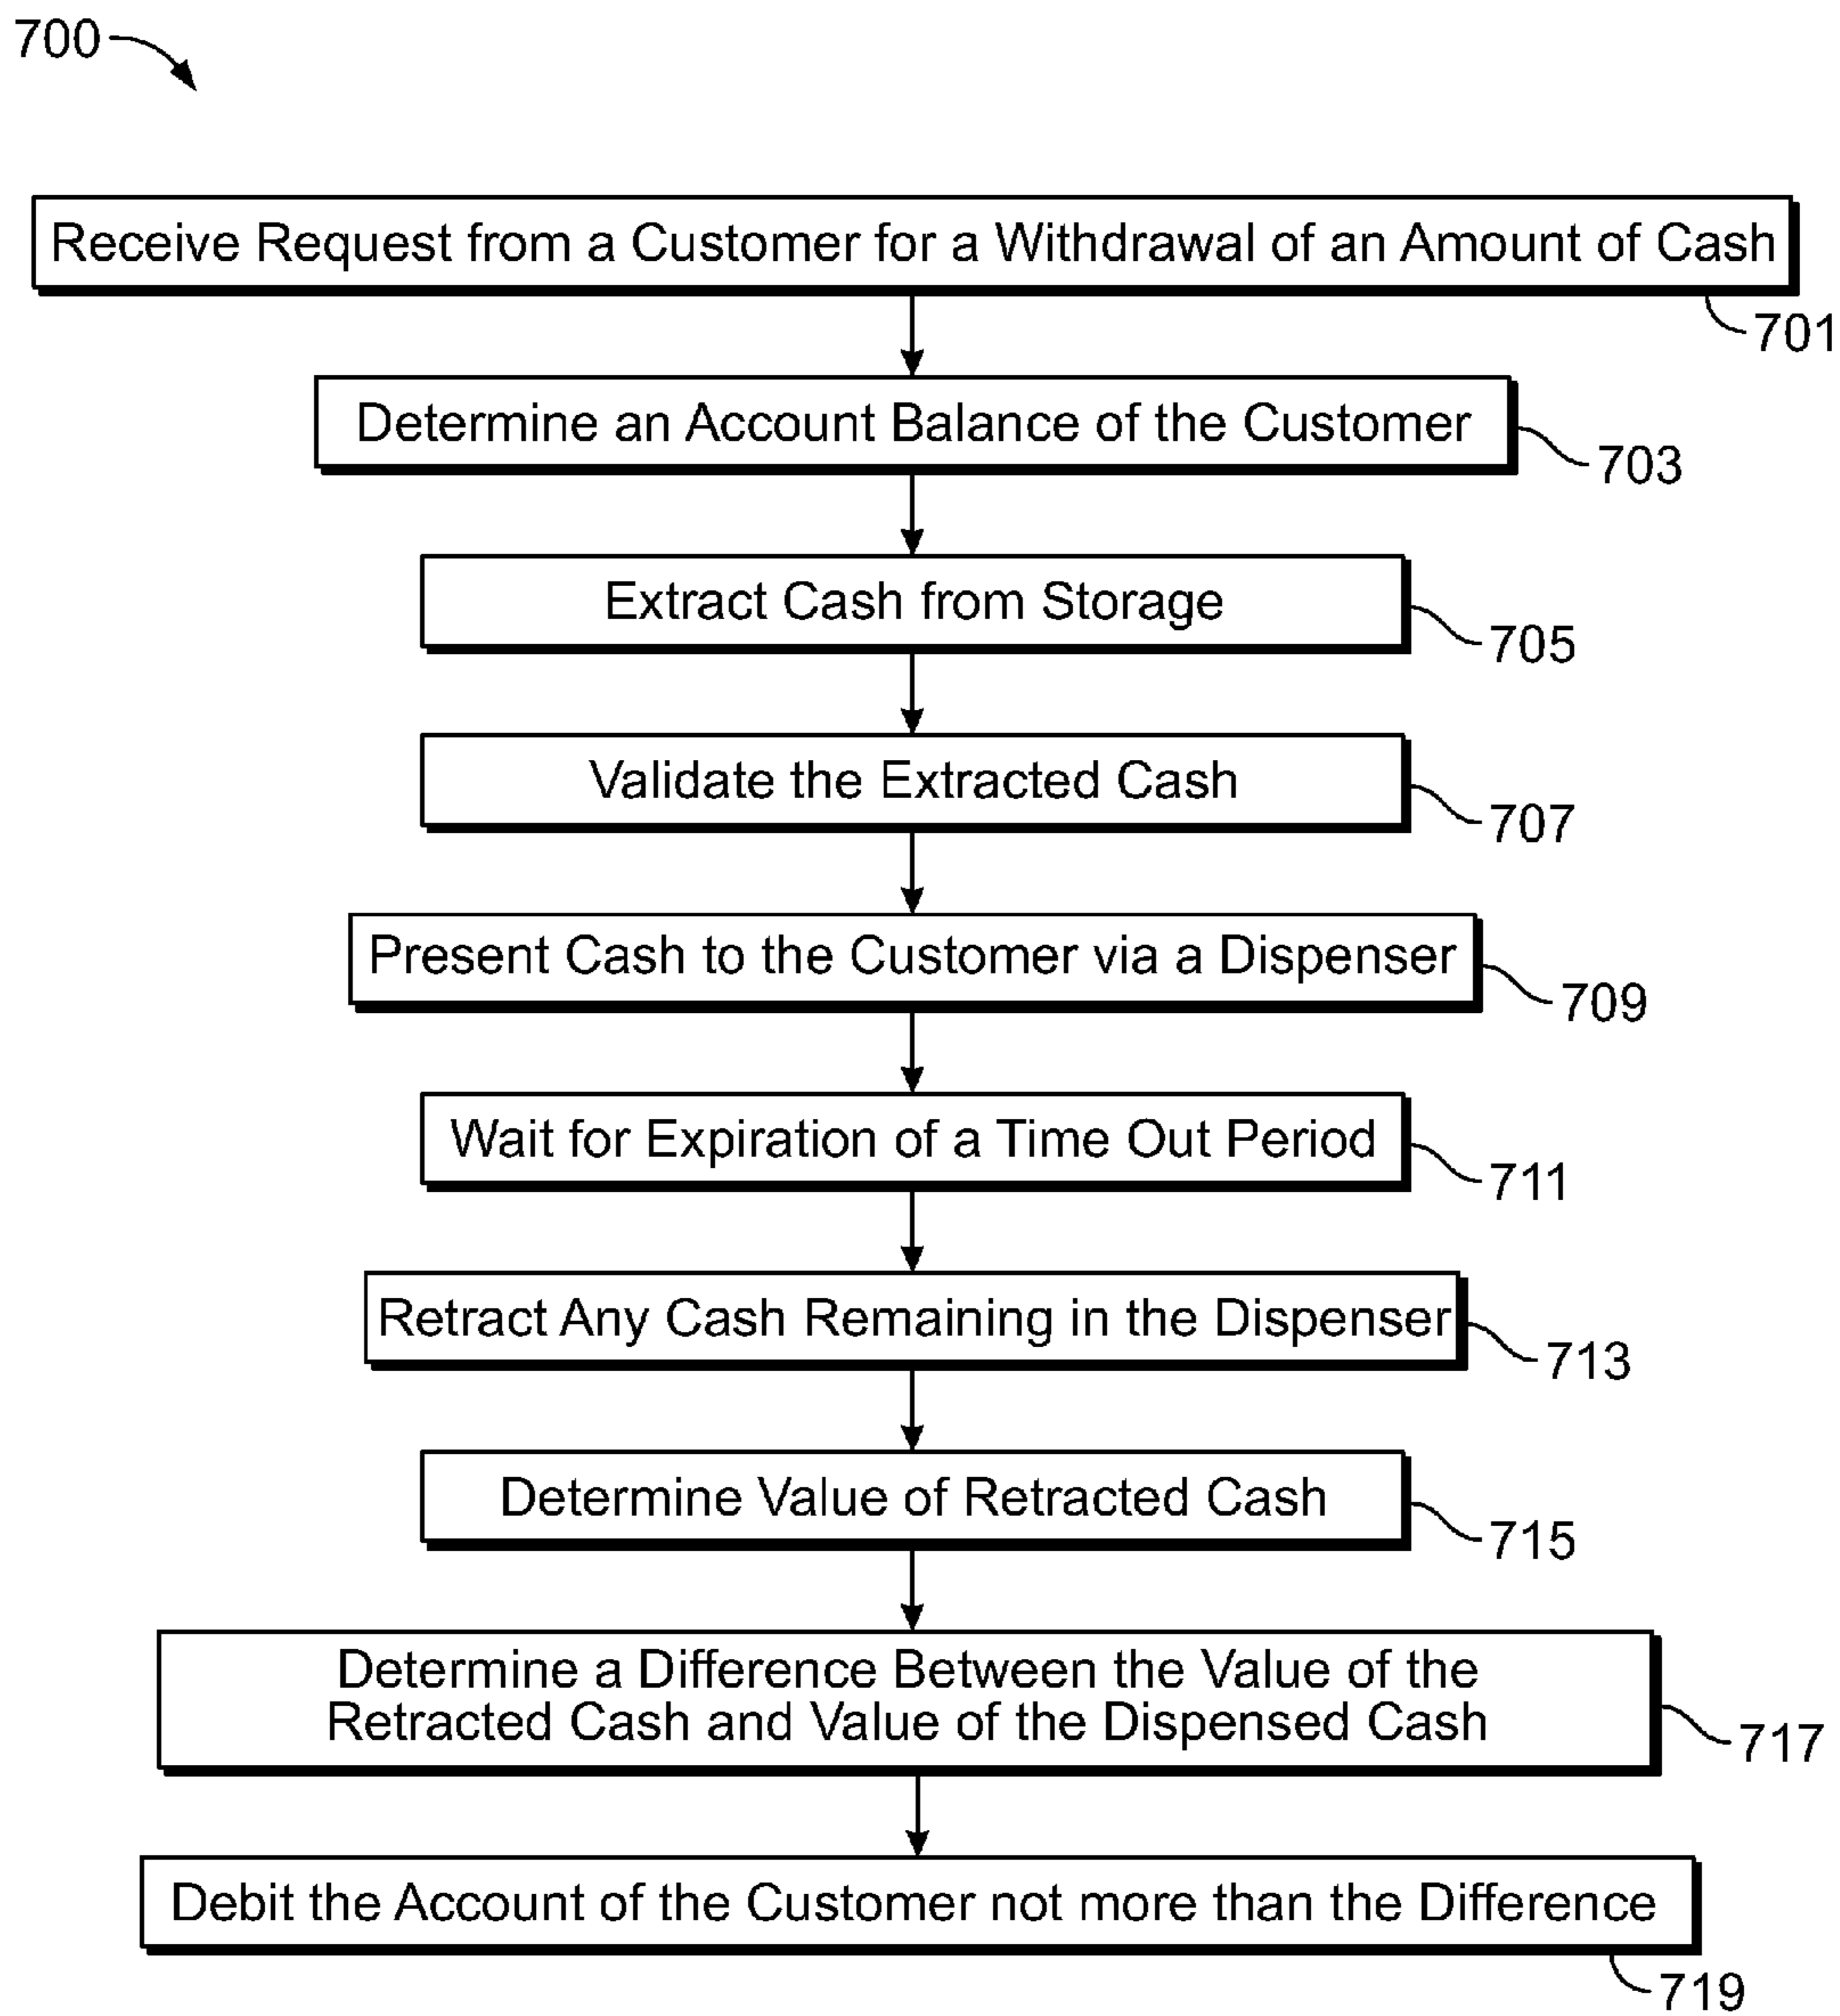 700
Receive Request from a Customer for a Withdrawal of an Amount of Cash
701
Determine an Account Balance of the Customer
703
Extract Cash from Storage
705
Validate the Extracted Cash
707
Present Cash to the Customer via a Dispenser
709
Wait for Expiration of a Time Out Period
711
Retract Any Cash Remaining in the Dispenser
713
Determine Value of Retracted Cash
715
Determine a Difference Between the Value of the
Retracted Cash and Value of the Dispensed Cash
717
Debit the Account of the Customer not more than the Difference
719